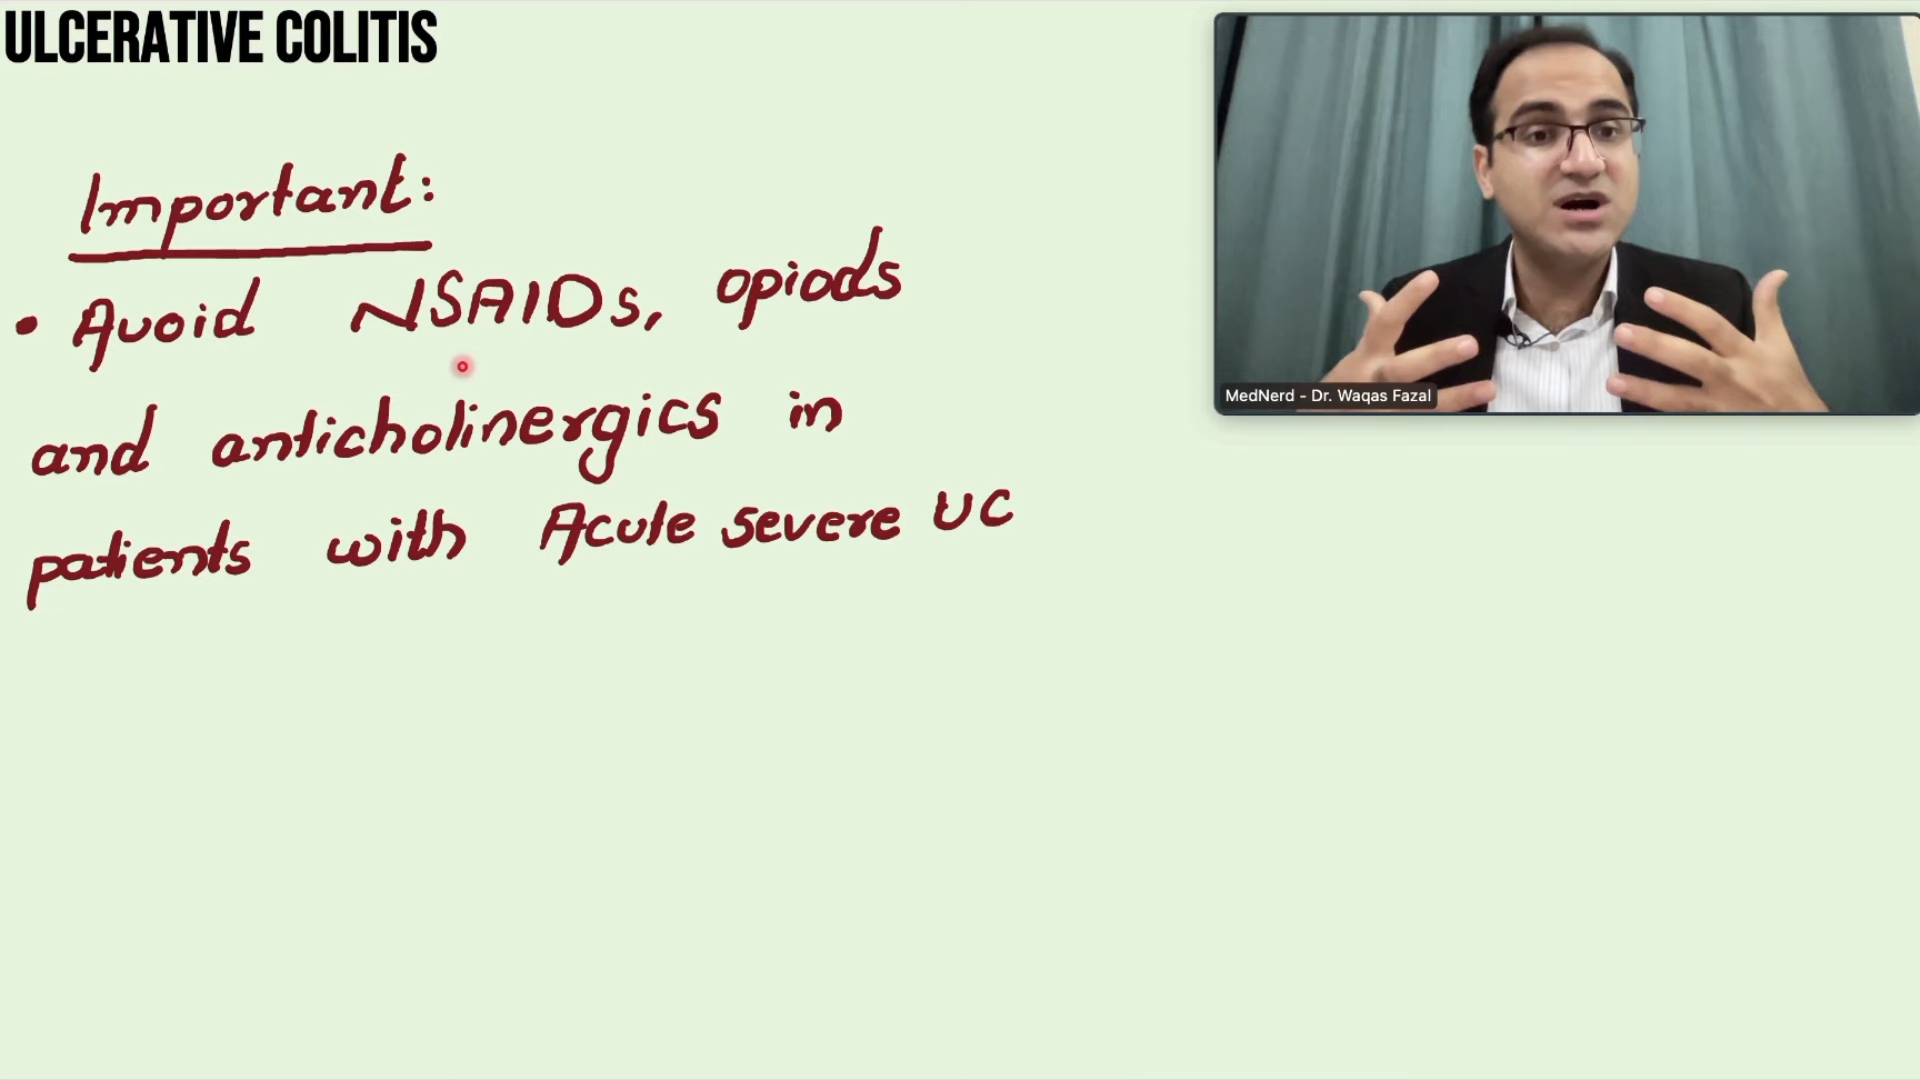 ULCERATIVE COLITIS
Important:
• Avoid NSAIDs, opiods
and anticholinergics in
patients with Acute severe UC
MedNerd - Dr. Waqas Fazal